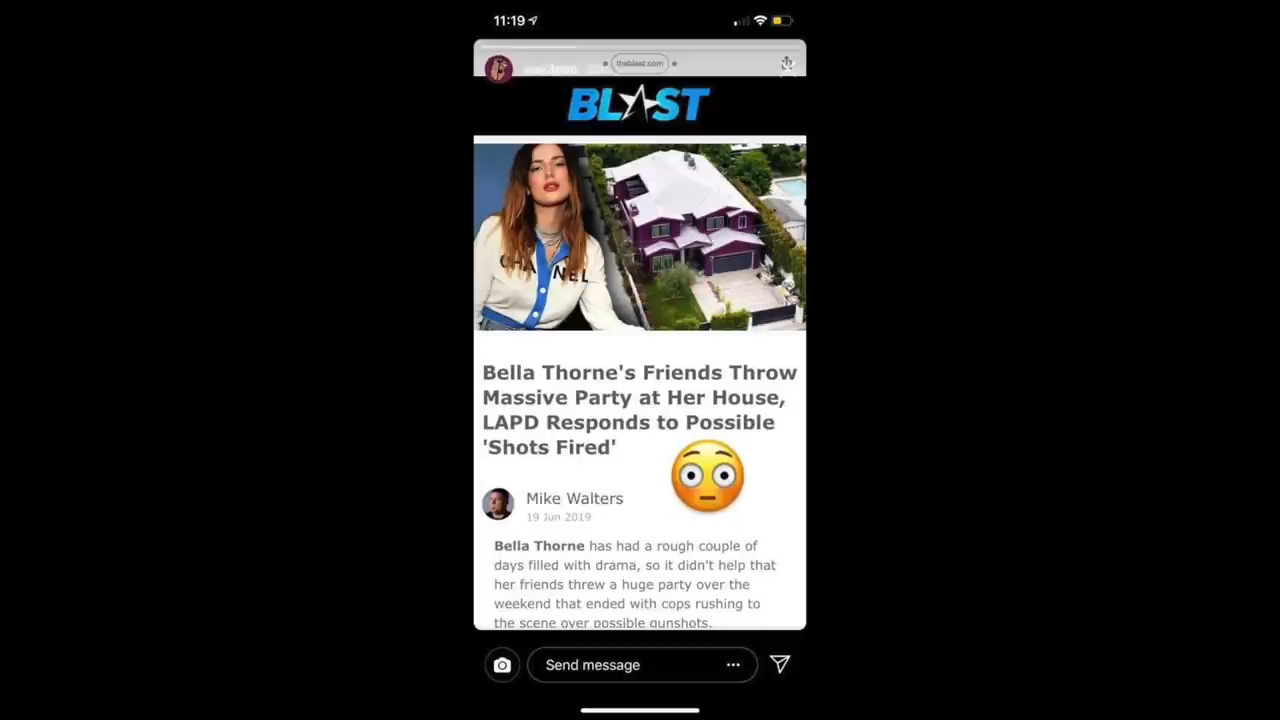 11:19
theblast.com
BLAST
CHANEL
Bella Thorne's Friends Throw
Massive Party at Her House,
LAPD Responds to Possible
'Shots Fired'
Mike Walters
19 Jun 2019
Bella Thorne has had a rough couple of
days filled with drama, so it didn't help that
her friends threw a huge party over the
weekend that ended with cops rushing to
the scene over possible gunshots.
Send message